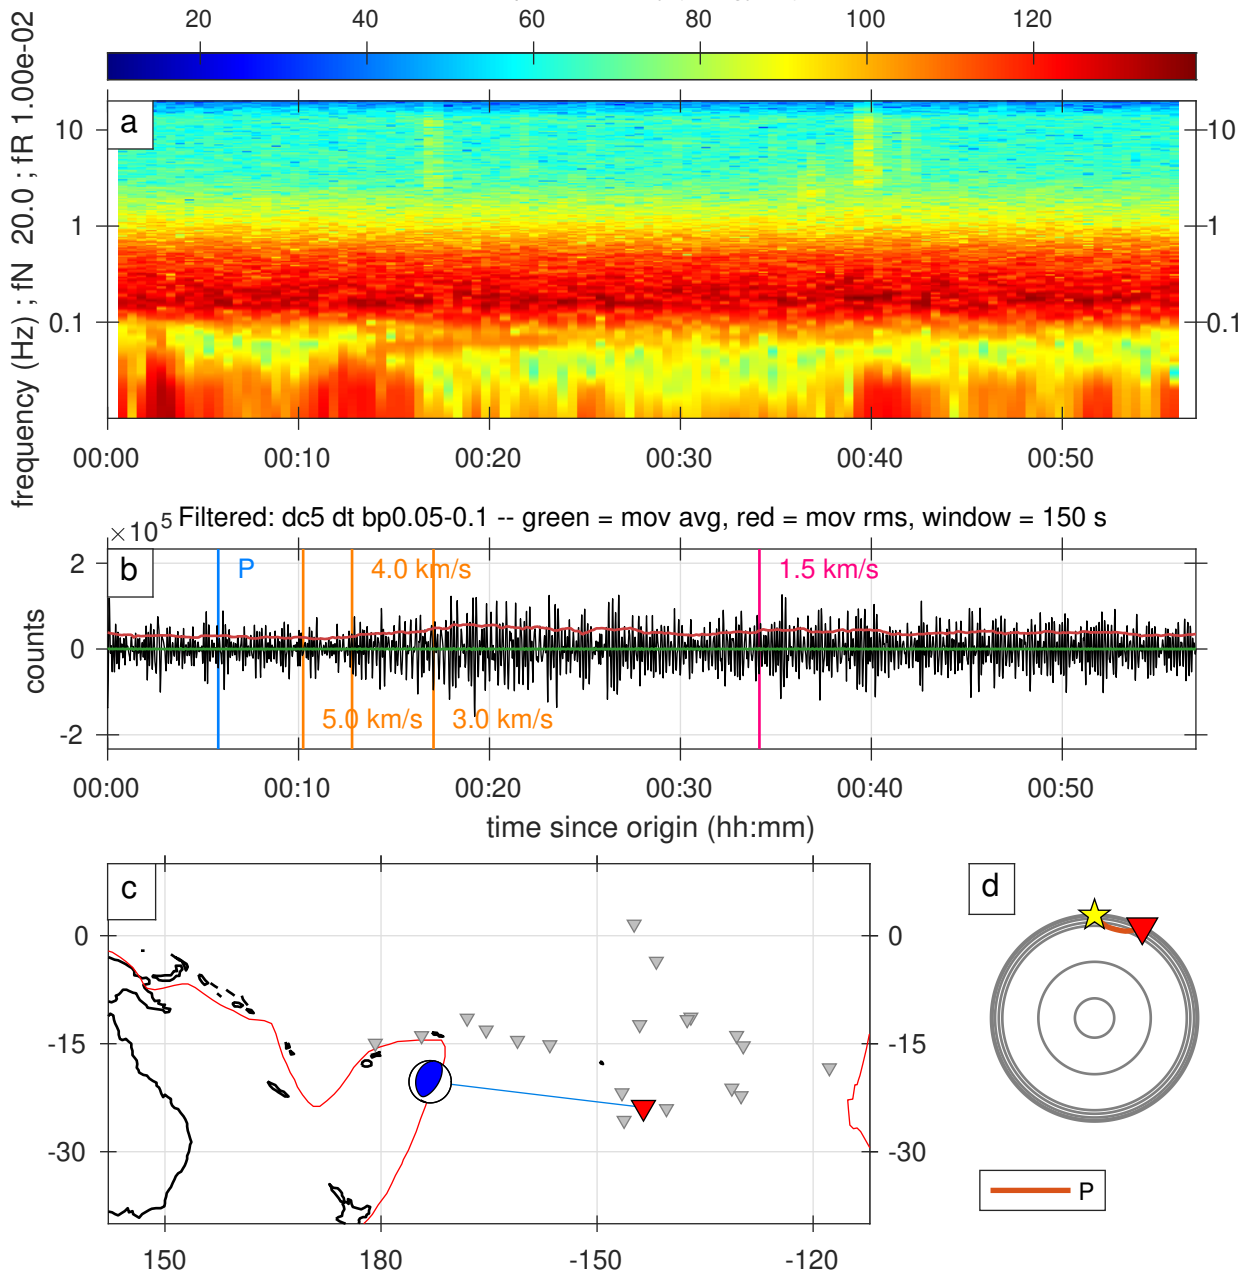 20 40 60 80 100 120
frequency (Hz) ; fN 20.0 ; fR 1.00e-02
a
10 10
1 1
0.1 0.1
00:00 00:10 00:20 00:30 00:40 00:50
×10⁵ Filtered: dc5 dt bp0.05-0.1 -- green = mov avg, red = mov rms, window = 150 s
b
P 4.0 km/s 1.5 km/s
5.0 km/s 3.0 km/s
counts
2
0
-2
00:00 00:10 00:20 00:30 00:40 00:50
time since origin (hh:mm)
c
0 0
-15 -15
-30 -30
150 180 -150 -120
d
P